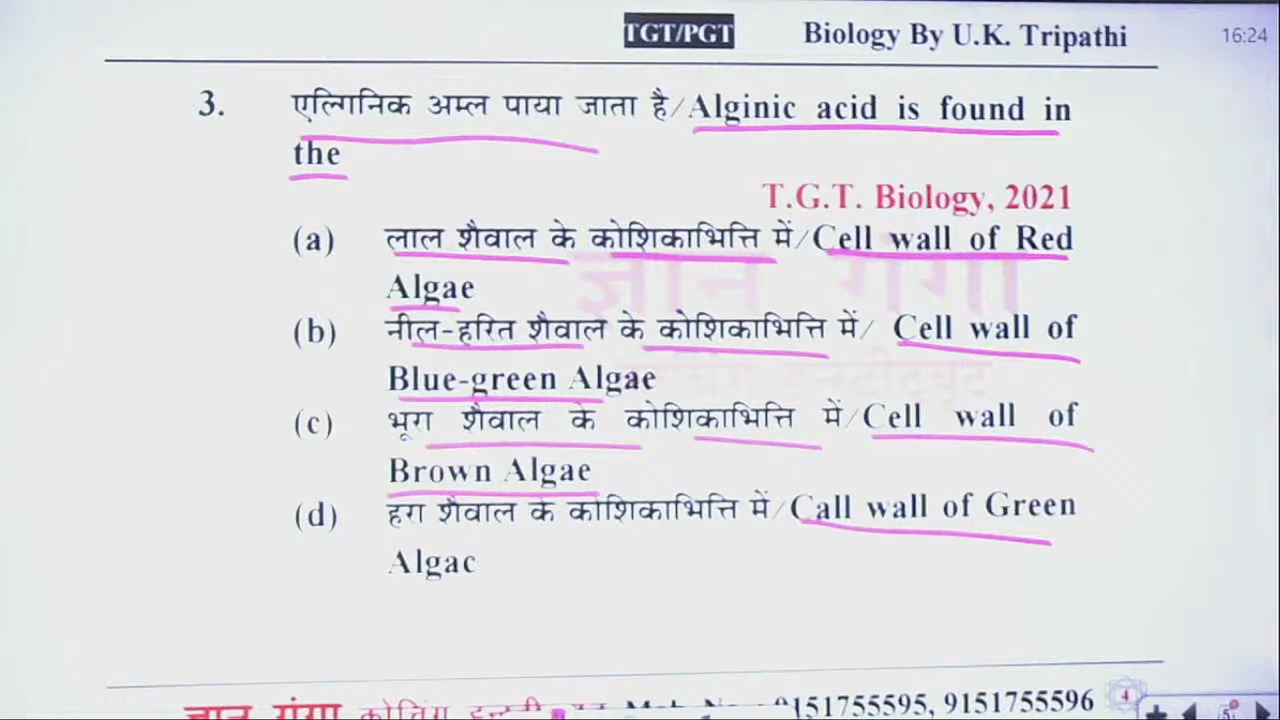 TGT/PGT Biology By U.K. Tripathi 16:24
3. एल्गिनिक अम्ल पाया जाता है/Alginic acid is found in
the
T.G.T. Biology, 2021
(a) लाल शैवाल के कोशिकाभित्ति में/Cell wall of Red
Algae
ज्ञान गंगा
(b) नील-हरित शैवाल के कोशिकाभित्ति में/ Cell wall of
Blue-green Algae
(c) भूरा शैवाल के कोशिकाभित्ति में/Cell wall of
Brown Algae
(d) हरा शैवाल के कोशिकाभित्ति में/Call wall of Green
Algac
ज्ञान गंगा कोचिंग 9151755595, 9151755596 4